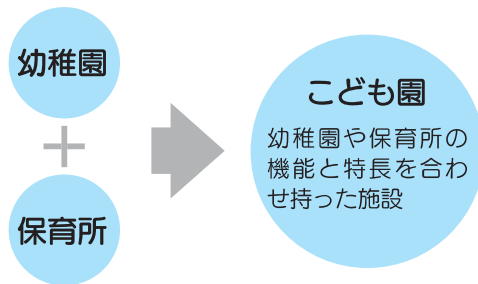 幼稚園
＋
保育所
こども園
幼稚園や保育所の
機能と特長を合わ
せ持った施設